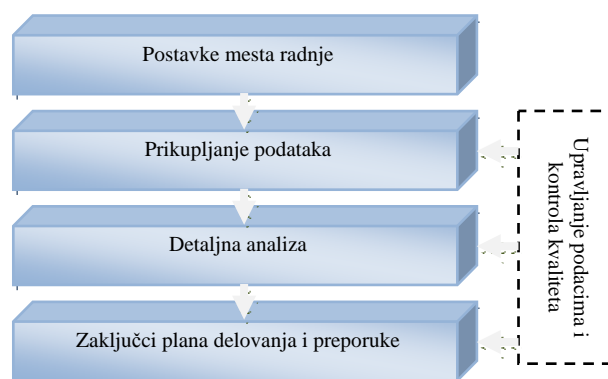 Postavke mesta radnje
Prikupljanje podataka
Detaljna analiza
Zaključci plana delovanja i preporuke
Upravljanje podacima i
kontrola kvaliteta